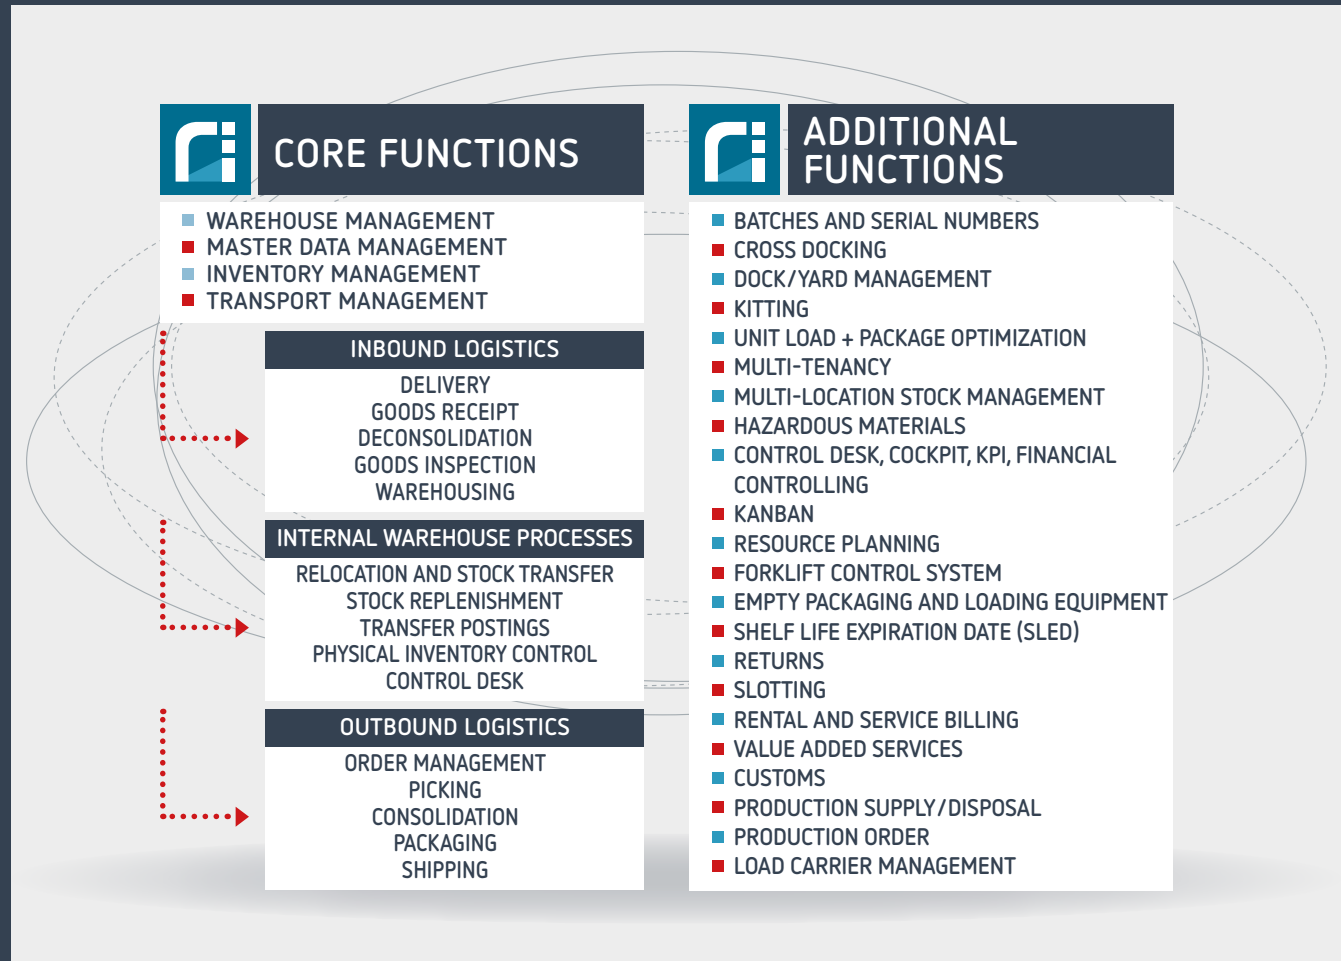 CORE FUNCTIONS
WAREHOUSE MANAGEMENT
MASTER DATA MANAGEMENT
INVENTORY MANAGEMENT
TRANSPORT MANAGEMENT
INBOUND LOGISTICS
DELIVERY
GOODS RECEIPT
DECONSOLIDATION
GOODS INSPECTION
WAREHOUSING
INTERNAL WAREHOUSE PROCESSES
RELOCATION AND STOCK TRANSFER
STOCK REPLENISHMENT
TRANSFER POSTINGS
PHYSICAL INVENTORY CONTROL
CONTROL DESK
OUTBOUND LOGISTICS
ORDER MANAGEMENT
PICKING
CONSOLIDATION
PACKAGING
SHIPPING
ADDITIONAL
FUNCTIONS
BATCHES AND SERIAL NUMBERS
CROSS DOCKING
DOCK/YARD MANAGEMENT
KITTING
UNIT LOAD + PACKAGE OPTIMIZATION
MULTI-TENANCY
MULTI-LOCATION STOCK MANAGEMENT
HAZARDOUS MATERIALS
CONTROL DESK, COCKPIT, KPI, FINANCIAL
CONTROLLING
KANBAN
RESOURCE PLANNING
FORKLIFT CONTROL SYSTEM
EMPTY PACKAGING AND LOADING EQUIPMENT
SHELF LIFE EXPIRATION DATE (SLED)
RETURNS
SLOTTING
RENTAL AND SERVICE BILLING
VALUE ADDED SERVICES
CUSTOMS
PRODUCTION SUPPLY/DISPOSAL
PRODUCTION ORDER
LOAD CARRIER MANAGEMENT